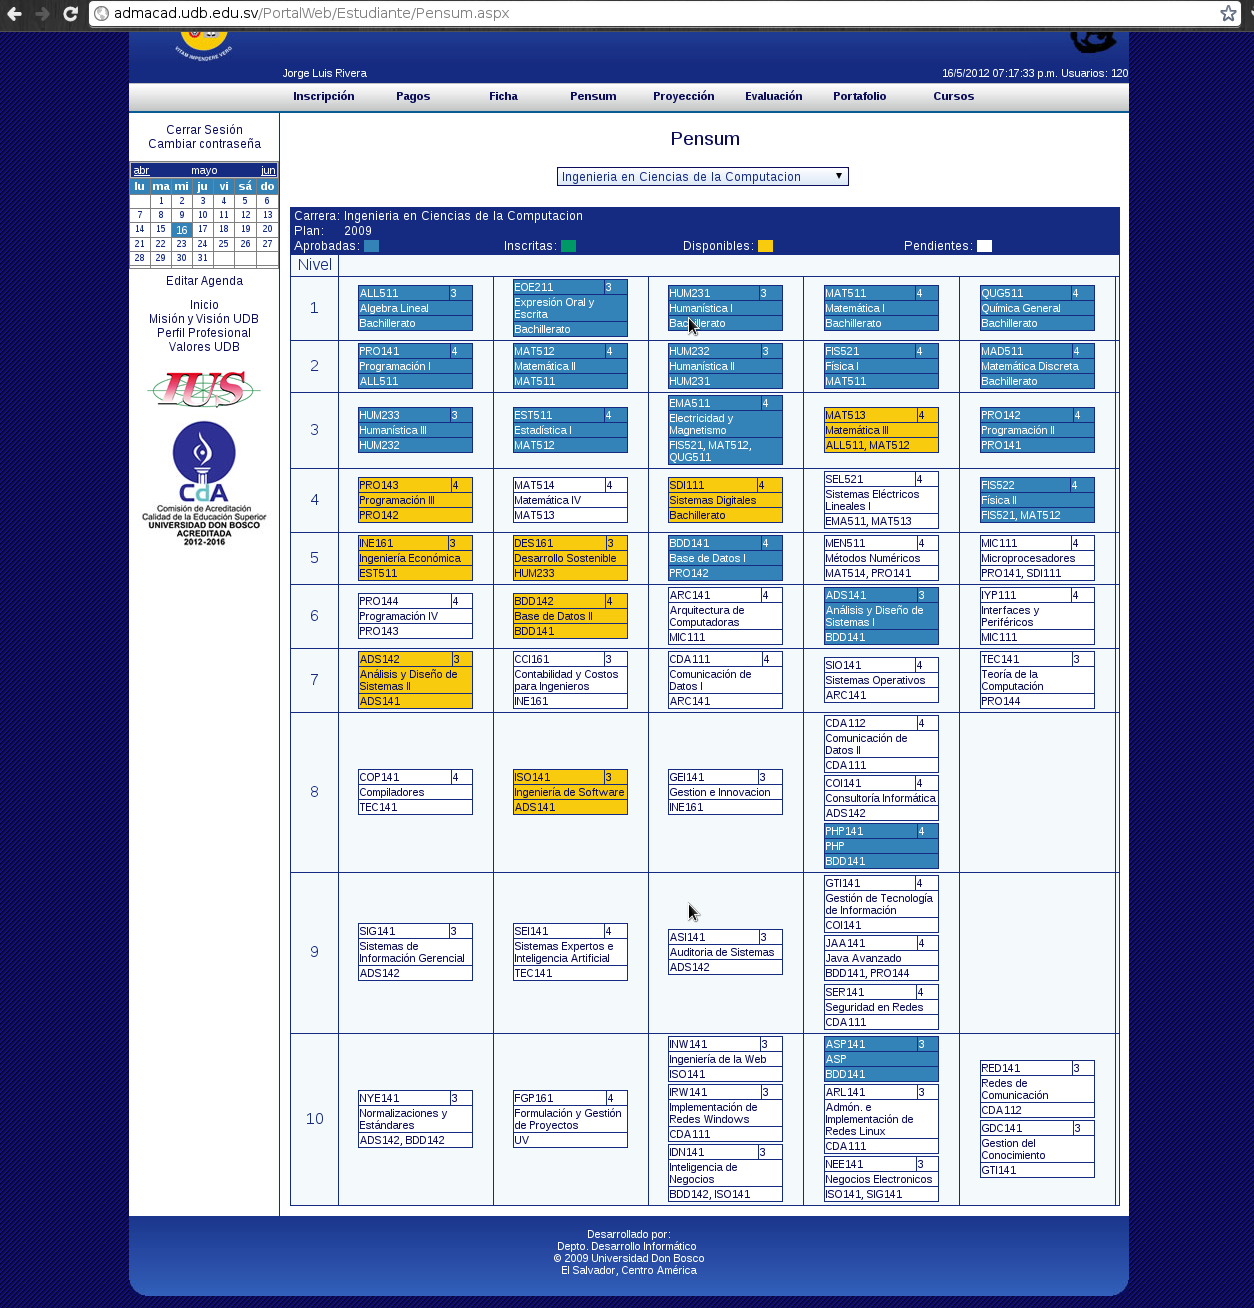 admacad.udb.edu.sv/PortalWeb/Estudiante/Pensum.aspx
VITAM IMPENDERE VERO
Jorge Luis Rivera
16/5/2012 07:17:33 p.m. Usuarios: 120
Inscripción Pagos Ficha Pensum Proyección Evaluación Portafolio Cursos
Cerrar Sesión
Cambiar contraseña
abr mayo jun
lu ma mi ju vi sá do
1 2 3 4 5 6
7 8 9 10 11 12 13
14 15 16 17 18 19 20
21 22 23 24 25 26 27
28 29 30 31
Editar Agenda
Inicio
Misión y Visión UDB
Perfil Profesional
Valores UDB
IUS
CdA
Comisión de Acreditación
Calidad de la Educación Superior
UNIVERSIDAD DON BOSCO
ACREDITADA
2012-2016
Pensum
Ingenieria en Ciencias de la Computacion
Carrera: Ingenieria en Ciencias de la Computacion
Plan: 2009
Aprobadas: Inscritas: Disponibles: Pendientes:
Nivel
1
ALL511 3
Algebra Lineal
Bachillerato
EOE211 3
Expresión Oral y
Escrita
Bachillerato
HUM231 3
Humanística I
Bachillerato
MAT511 4
Matemática I
Bachillerato
QUG511 4
Química General
Bachillerato
2
PRO141 4
Programación I
ALL511
MAT512 4
Matemática II
MAT511
HUM232 3
Humanística II
HUM231
FIS521 4
Física I
MAT511
MAD511 4
Matemática Discreta
Bachillerato
3
HUM233 3
Humanística III
HUM232
EST511 4
Estadística I
MAT512
EMA511 4
Electricidad y
Magnetismo
FIS521, MAT512,
QUG511
MAT513 4
Matemática III
ALL511, MAT512
PRO142 4
Programación II
PRO141
4
PRO143 4
Programación III
PRO142
MAT514 4
Matemática IV
MAT513
SDI111 4
Sistemas Digitales
Bachillerato
SEL521 4
Sistemas Eléctricos
Lineales I
EMA511, MAT513
FIS522 4
Física II
FIS521, MAT512
5
INE161 3
Ingeniería Económica
EST511
DES161 3
Desarrollo Sostenible
HUM233
BDD141 4
Base de Datos I
PRO142
MEN511 4
Métodos Numéricos
MAT514, PRO141
MIC111 4
Microprocesadores
PRO141, SDI111
6
PRO144 4
Programación IV
PRO143
BDD142 4
Base de Datos II
BDD141
ARC141 4
Arquitectura de
Computadoras
MIC111
ADS141 3
Análisis y Diseño de
Sistemas I
BDD141
IYP111 4
Interfaces y
Periféricos
MIC111
7
ADS142 3
Análisis y Diseño de
Sistemas II
ADS141
CCI161 3
Contabilidad y Costos
para Ingenieros
INE161
CDA111 4
Comunicación de
Datos I
ARC141
SIO141 4
Sistemas Operativos
ARC141
TEC141 3
Teoría de la
Computación
PRO144
8
COP141 4
Compiladores
TEC141
ISO141 3
Ingeniería de Software
ADS141
GEI141 3
Gestion e Innovacion
INE161
CDA112 4
Comunicación de
Datos II
CDA111
COI141 4
Consultoría Informática
ADS142
PHP141 4
PHP
BDD141
9
SIG141 3
Sistemas de
Información Gerencial
ADS142
SEI141 4
Sistemas Expertos e
Inteligencia Artificial
TEC141
ASI141 3
Auditoria de Sistemas
ADS142
GTI141 4
Gestión de Tecnología
de Información
COI141
JAA141 4
Java Avanzado
BDD141, PRO144
SER141 4
Seguridad en Redes
CDA111
10
NYE141 3
Normalizaciones y
Estándares
ADS142, BDD142
FGP161 4
Formulación y Gestión
de Proyectos
UV
INW141 3
Ingeniería de la Web
ISO141
IRW141 3
Implementación de
Redes Windows
CDA111
IDN141 3
Inteligencia de
Negocios
BDD142, ISO141
ASP141 3
ASP
BDD141
ARL141 3
Admón. e
Implementación de
Redes Linux
CDA111
NEE141 3
Negocios Electronicos
ISO141, SIG141
RED141 3
Redes de
Comunicación
CDA112
GDC141 3
Gestion del
Conocimiento
GTI141
Desarrollado por:
Depto. Desarrollo Informático
© 2009 Universidad Don Bosco
El Salvador, Centro América